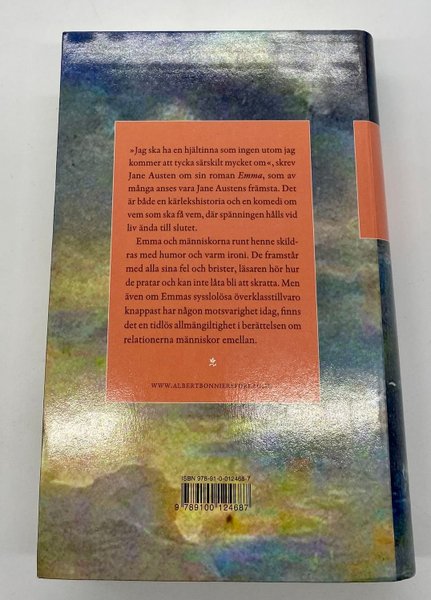 »Jag ska ha en hjältinna som ingen utom jag
kommer att tycka särskilt mycket om«, skrev
Jane Austen om sin roman Emma, som av
många anses vara Jane Austens främsta. Det
är både en kärlekshistoria och en komedi om
vem som ska få vem, där spänningen hålls vid
liv ända till slutet.
Emma och människorna runt henne skild-
ras med humor och varm ironi. De framstår
med alla sina fel och brister, läsaren hör hur
de pratar och kan inte låta bli att skratta. Men
även om Emmas sysslolösa överklasstillvaro
knappast har någon motsvarighet idag, finns
det en tidlös allmängiltighet i berättelsen om
relationerna människor emellan.
ISBN 978-91-0-012468-7
9 789100 124687